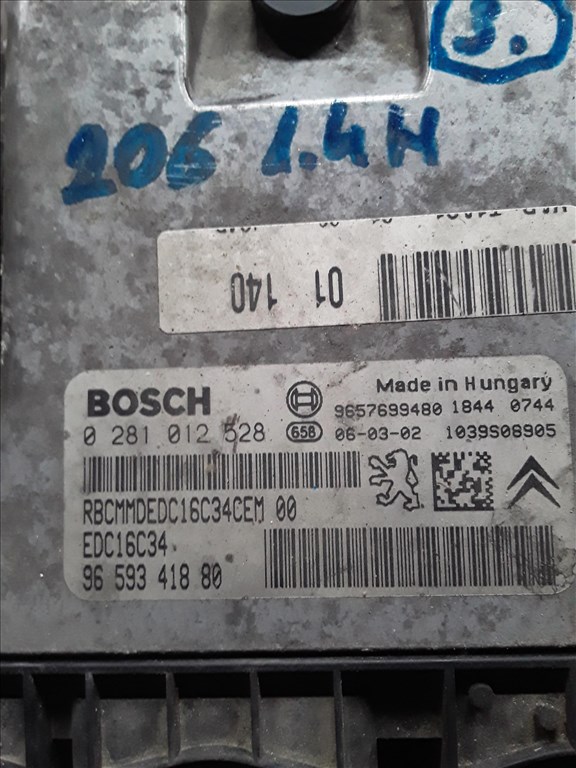 S.
206 1.4H
01 140
BOSCH
Made in Hungary
9657699480 1844 0744
0 281 012 528 658 06-03-02 1039S08905
RBCMMDEDC16C34CEM 00
EDC16C34
96 593 418 80